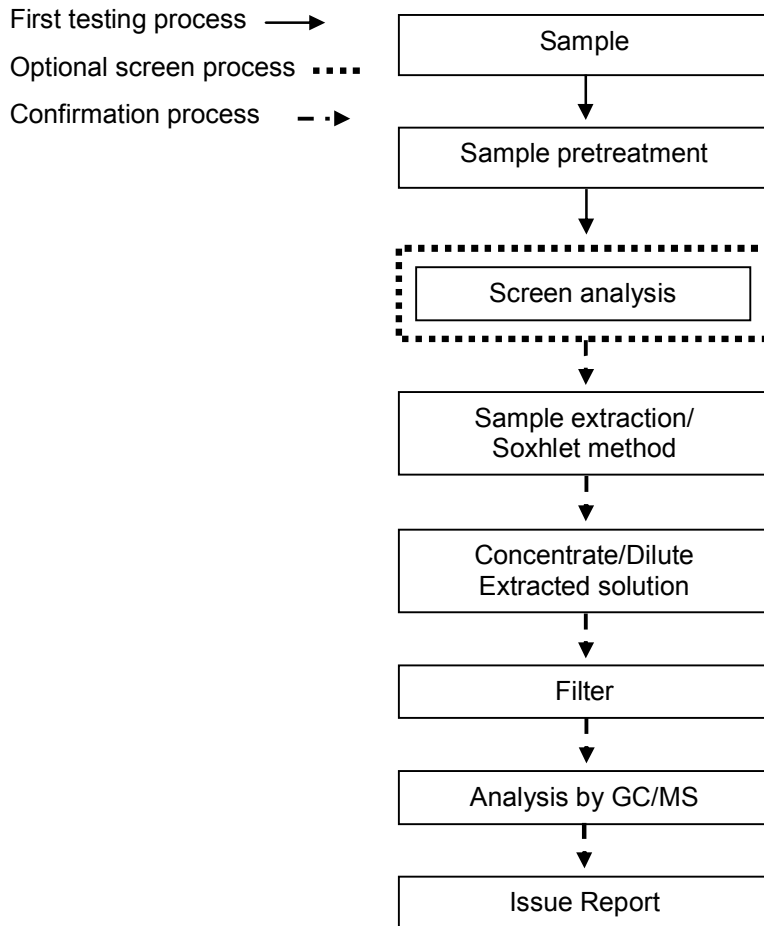 First testing process
Optional screen process
Confirmation process
Sample
Sample pretreatment
Screen analysis
Sample extraction/
Soxhlet method
Concentrate/Dilute
Extracted solution
Filter
Analysis by GC/MS
Issue Report